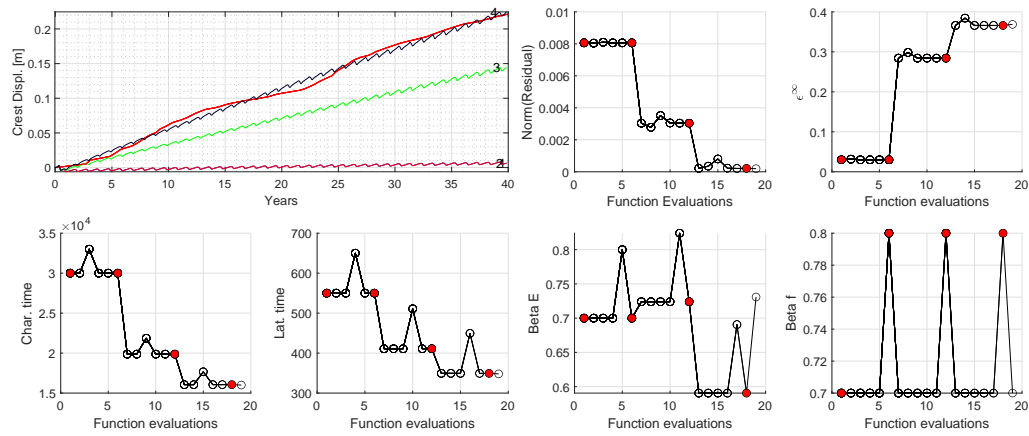 0.2
0.15
0.1
0.05
0
Crest Displ. [m]
0 5 10 15 20 25 30 35 40
Years
4
3
0.01
0.008
0.006
0.004
0.002
0
Norm(Residual)
0 5 10 15 20
Function Evaluations
0.4
0.3
0.2
0.1
0
ϵ∞
0 5 10 15 20
Function evaluations
×10⁴
3.5
3
2.5
2
1.5
Char. time
0 5 10 15 20
Function evaluations
700
600
500
400
300
Lat. time
0 5 10 15 20
Function evaluations
0.8
0.75
0.7
0.65
0.6
Beta E
0 5 10 15 20
Function evaluations
0.8
0.78
0.76
0.74
0.72
0.7
Beta f
0 5 10 15 20
Function evaluations